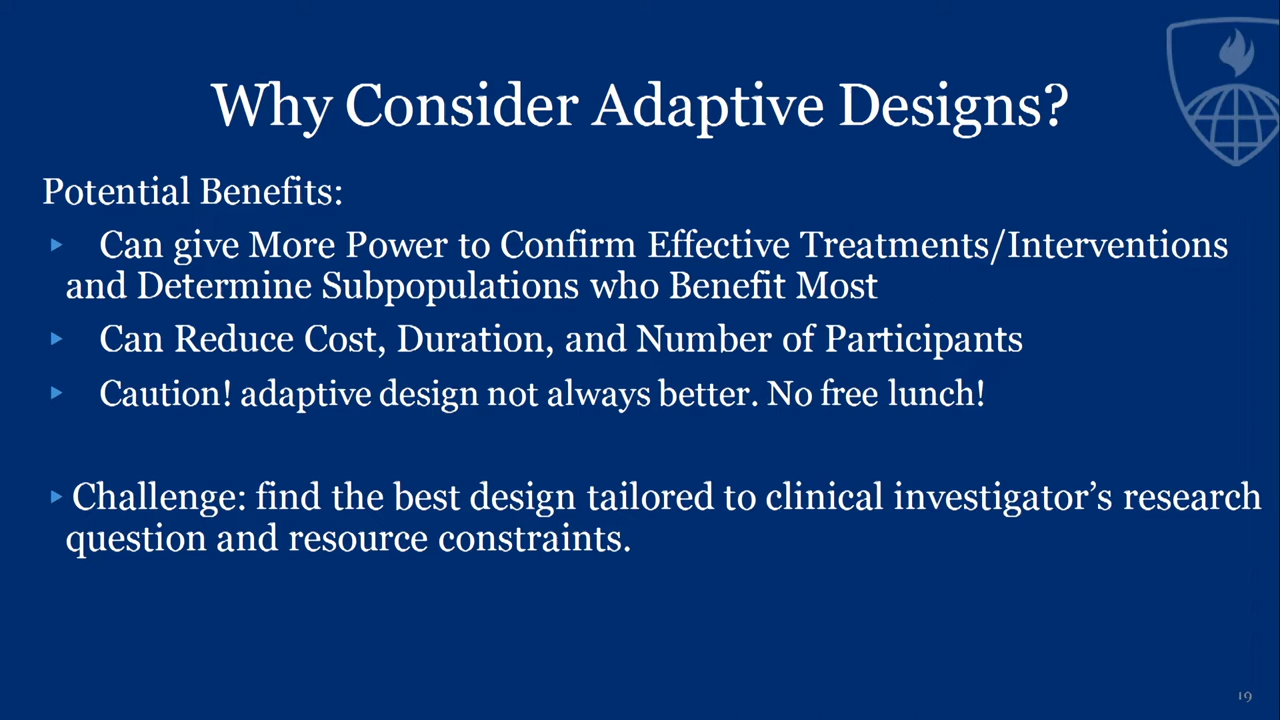 Why Consider Adaptive Designs?
Potential Benefits:
▸ Can give More Power to Confirm Effective Treatments/Interventions
and Determine Subpopulations who Benefit Most
▸ Can Reduce Cost, Duration, and Number of Participants
▸ Caution! adaptive design not always better. No free lunch!
▸ Challenge: find the best design tailored to clinical investigator’s research
question and resource constraints.
19